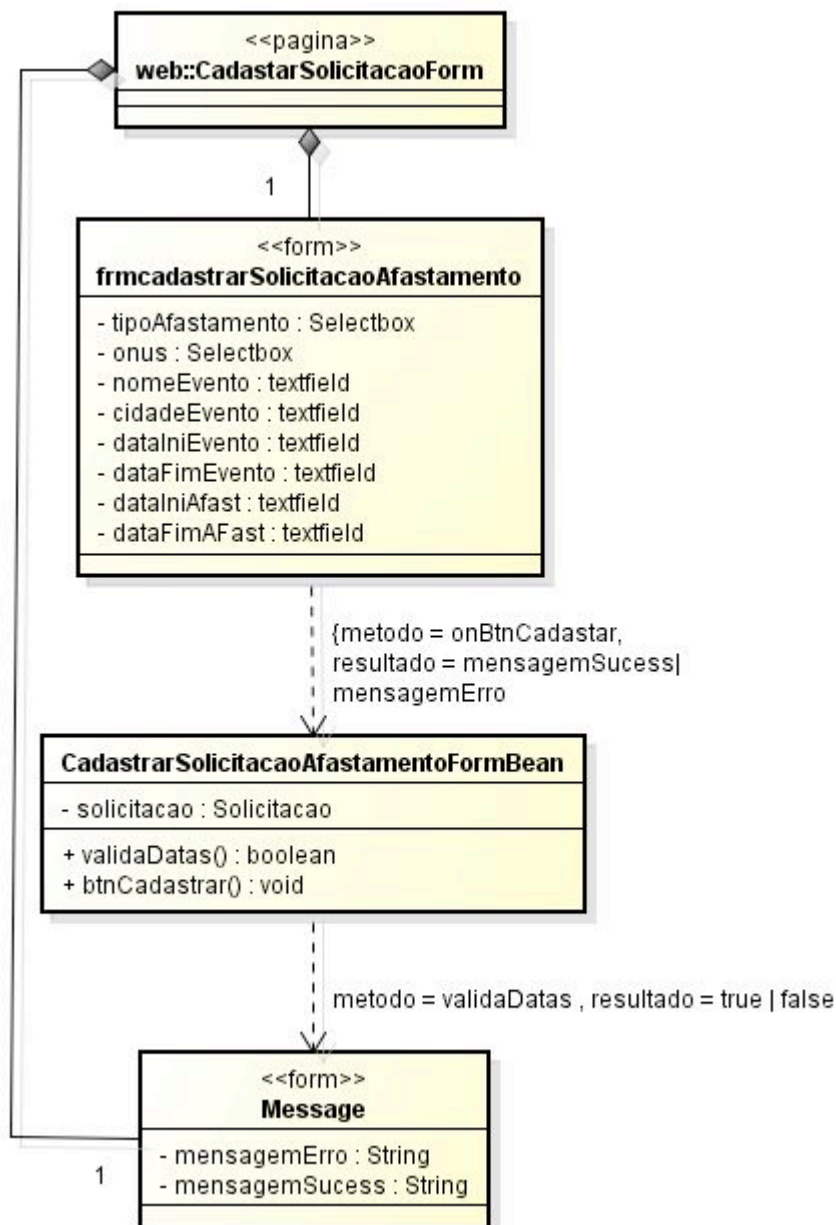 <<pagina>>
web::CadastarSolicitacaoForm
1
<<form>>
frmcadastrarSolicitacaoAfastamento
- tipoAfastamento : Selectbox
- onus : Selectbox
- nomeEvento : textfield
- cidadeEvento : textfield
- dataIniEvento : textfield
- dataFimEvento : textfield
- dataIniAfast : textfield
- dataFimAFast : textfield
{metodo = onBtnCadastar,
resultado = mensagemSucess|
mensagemErro
CadastrarSolicitacaoAfastamentoFormBean
- solicitacao : Solicitacao
+ validaDatas() : boolean
+ btnCadastrar() : void
metodo = validaDatas , resultado = true | false
<<form>>
Message
- mensagemErro : String
- mensagemSucess : String
1